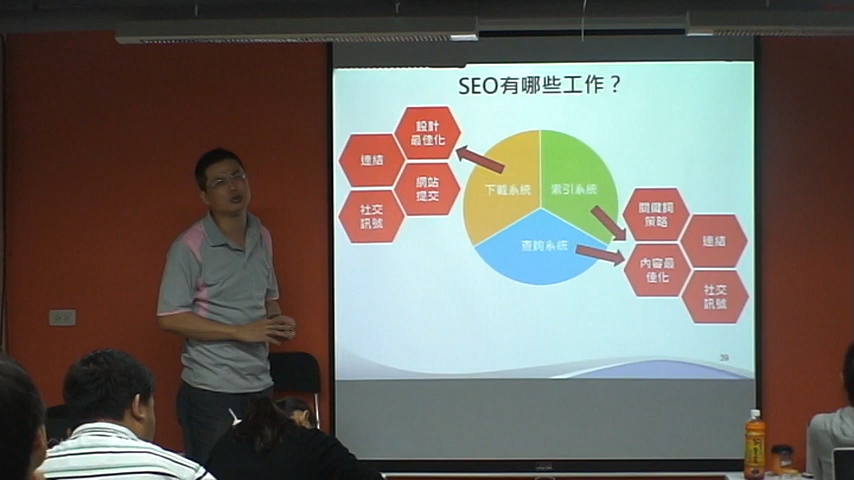 SEO有哪些工作？
設計
最佳化
連結
網站
提交
社交
訊號
下載系統
索引系統
查詢系統
關鍵詞
策略
連結
內容最
佳化
社交
訊號
39